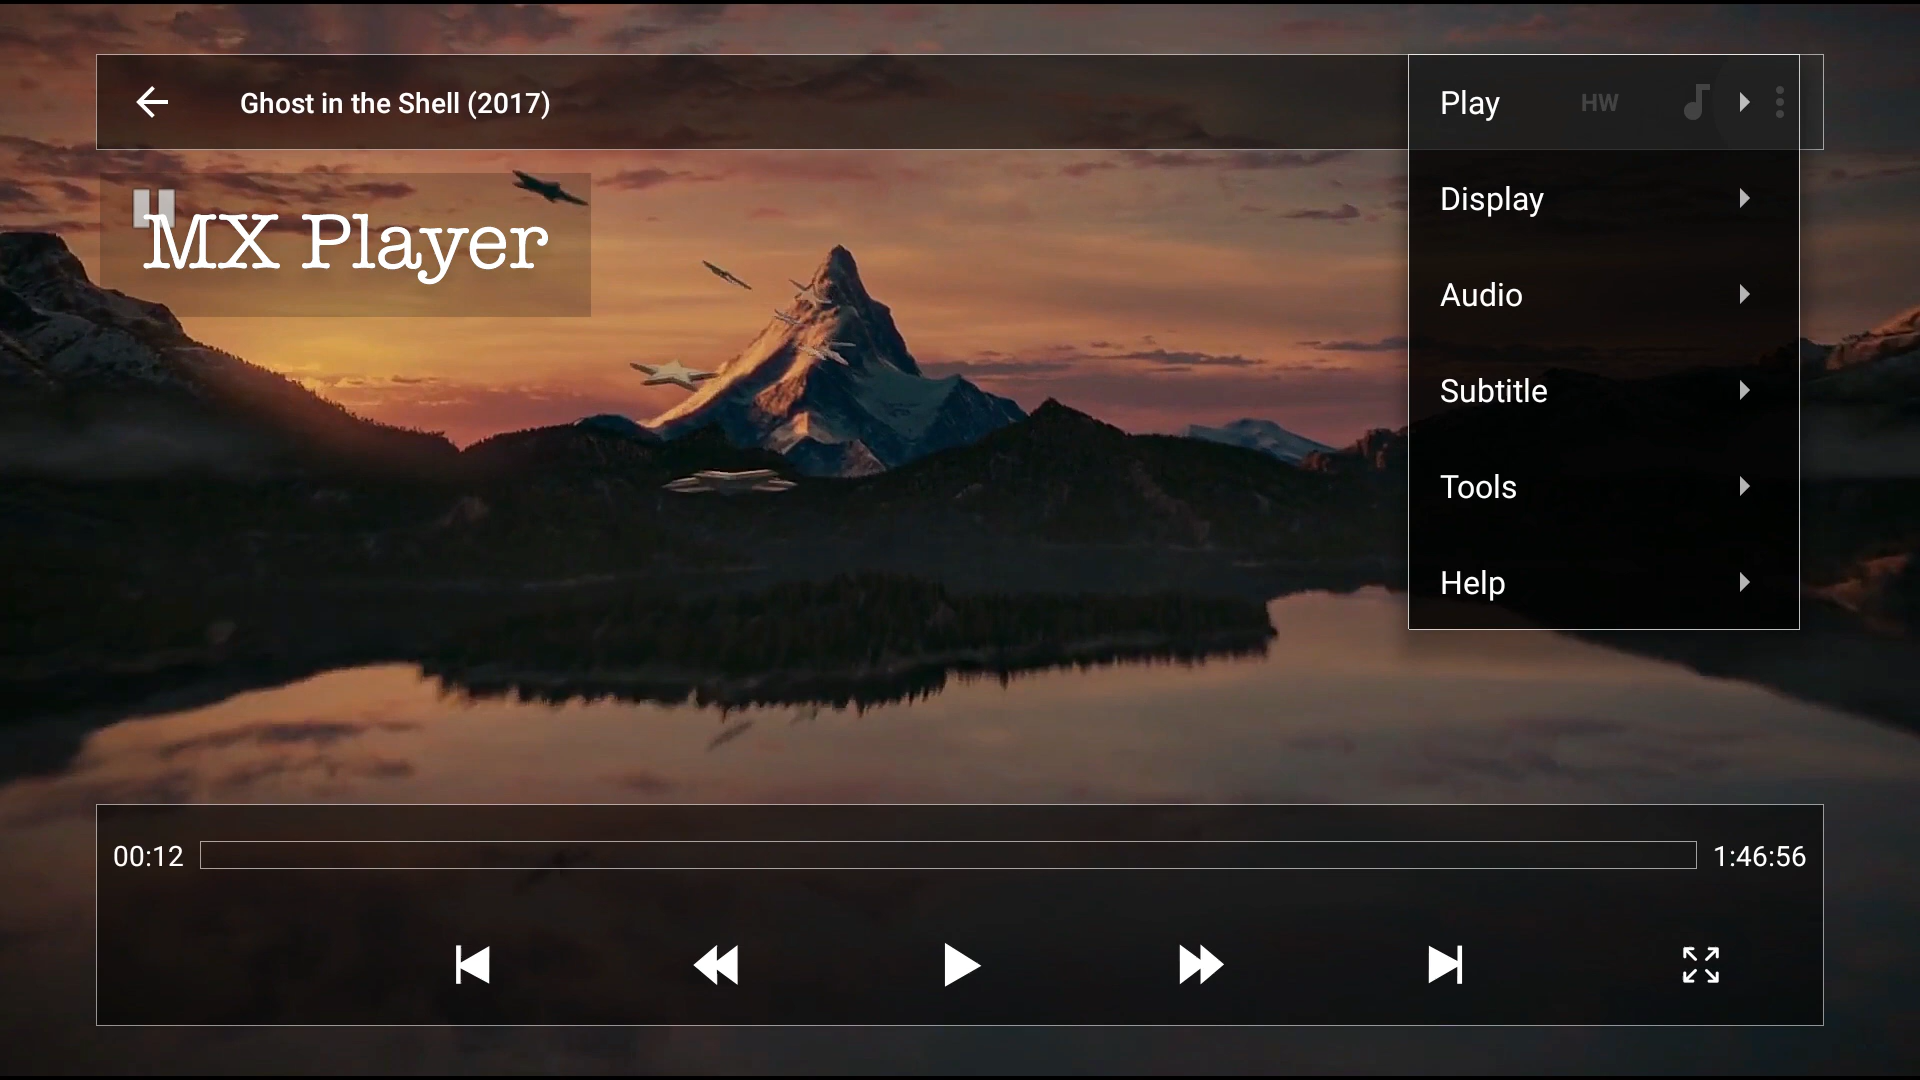 Ghost in the Shell (2017)
Play
HW
MX Player
Display
Audio
Subtitle
Tools
Help
00:12
1:46:56